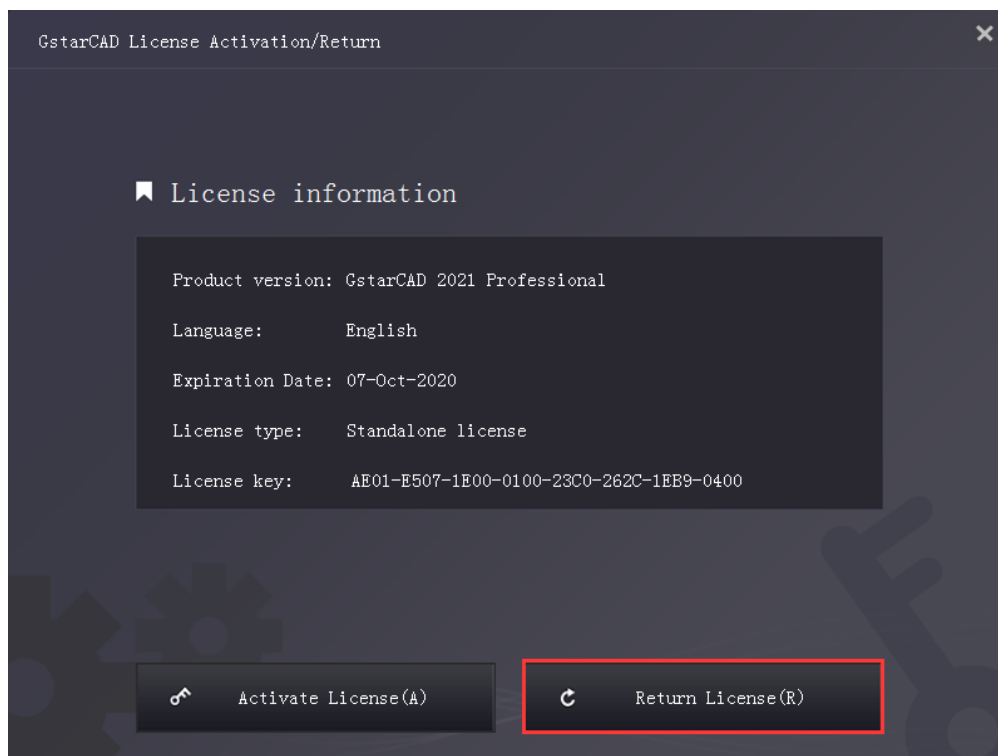 GstarCAD License Activation/Return
License information
Product version: GstarCAD 2021 Professional
Language: English
Expiration Date: 07-Oct-2020
License type: Standalone license
License key: AE01-E507-1E00-0100-23C0-262C-1EB9-0400
Activate License(A)
Return License(R)